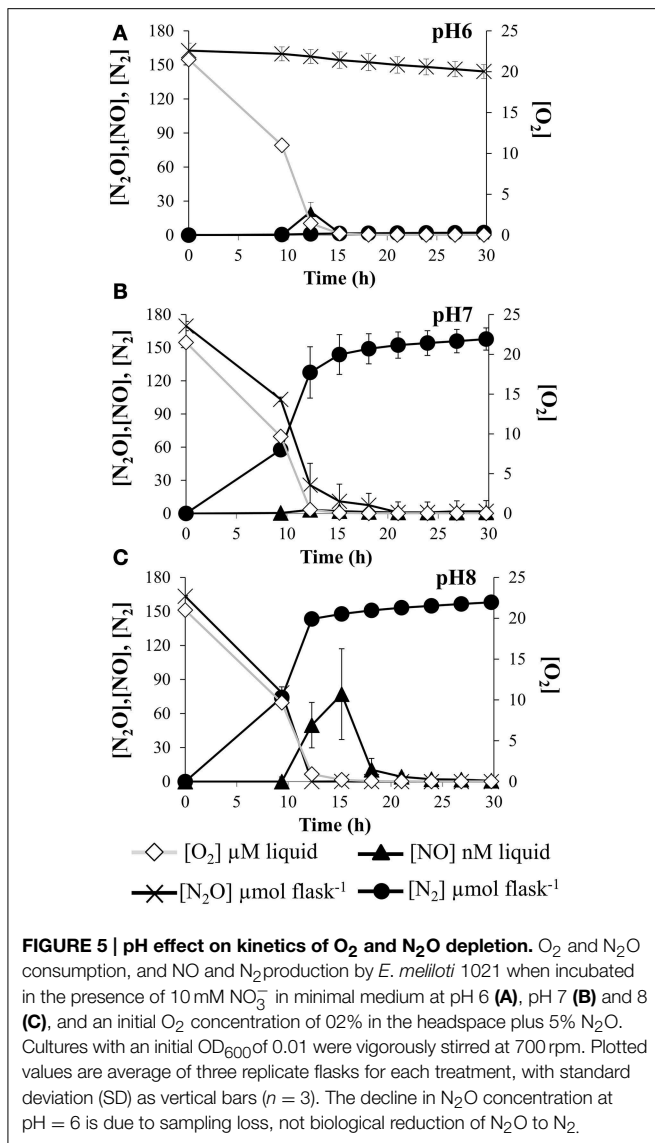 A
pH6
[N₂O],[NO], [N₂]
180
150
120
90
60
30
0
25
20
15
10
5
0
[O₂]
0 5 10 15 20 25 30
Time (h)
B
pH7
[N₂O],[NO], [N₂]
180
150
120
90
60
30
0
25
20
15
10
5
0
[O₂]
0 5 10 15 20 25 30
Time (h)
C
pH8
[N₂O],[NO], [N₂]
180
150
120
90
60
30
0
25
20
15
10
5
0
[O₂]
0 5 10 15 20 25 30
Time (h)
[O₂] µM liquid [NO] nM liquid
[N₂O] µmol flask⁻¹ [N₂] µmol flask⁻¹
FIGURE 5 | pH effect on kinetics of O₂ and N₂O depletion. O₂ and N₂O
consumption, and NO and N₂production by E. meliloti 1021 when incubated
in the presence of 10 mM NO₃⁻ in minimal medium at pH 6 (A), pH 7 (B) and 8
(C), and an initial O₂ concentration of 02% in the headspace plus 5% N₂O.
Cultures with an initial OD₆₀₀of 0.01 were vigorously stirred at 700 rpm. Plotted
values are average of three replicate flasks for each treatment, with standard
deviation (SD) as vertical bars (n = 3). The decline in N₂O concentration at
pH = 6 is due to sampling loss, not biological reduction of N₂O to N₂.